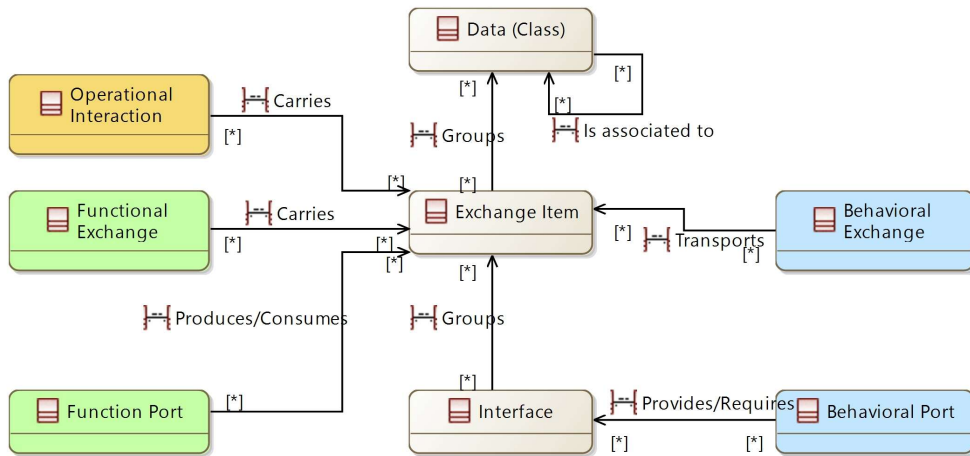 Data (Class)
[*]
[*]
[*]
Is associated to
Groups
[*]
Operational
Interaction
Carries
[*]
[*]
Functional
Exchange
Carries
[*]
[*]
Exchange Item
Behavioral
Exchange
[*]
Transports
[*]
[*]
[*]
Produces/Consumes
Groups
[*]
Function Port
[*]
Interface
Provides/Requires
[*]
[*]
Behavioral Port